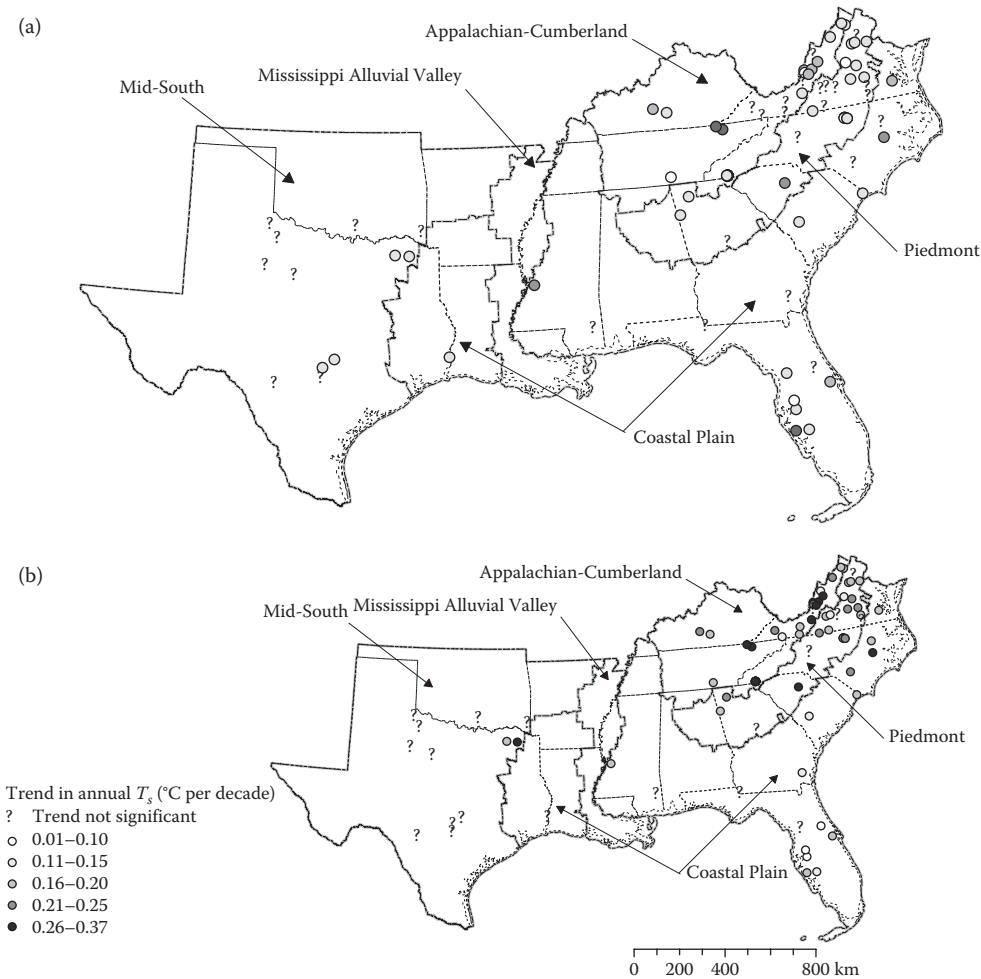 (a)
Appalachian-Cumberland
Mississippi Alluvial Valley
Mid-South
Piedmont
Coastal Plain
(b)
Appalachian-Cumberland
Mid-South Mississippi Alluvial Valley
Piedmont
Coastal Plain
Trend in annual Ts (°C per decade)
? Trend not significant
0.01–0.10
0.11–0.15
0.16–0.20
0.21–0.25
0.26–0.37
0 200 400 800 km